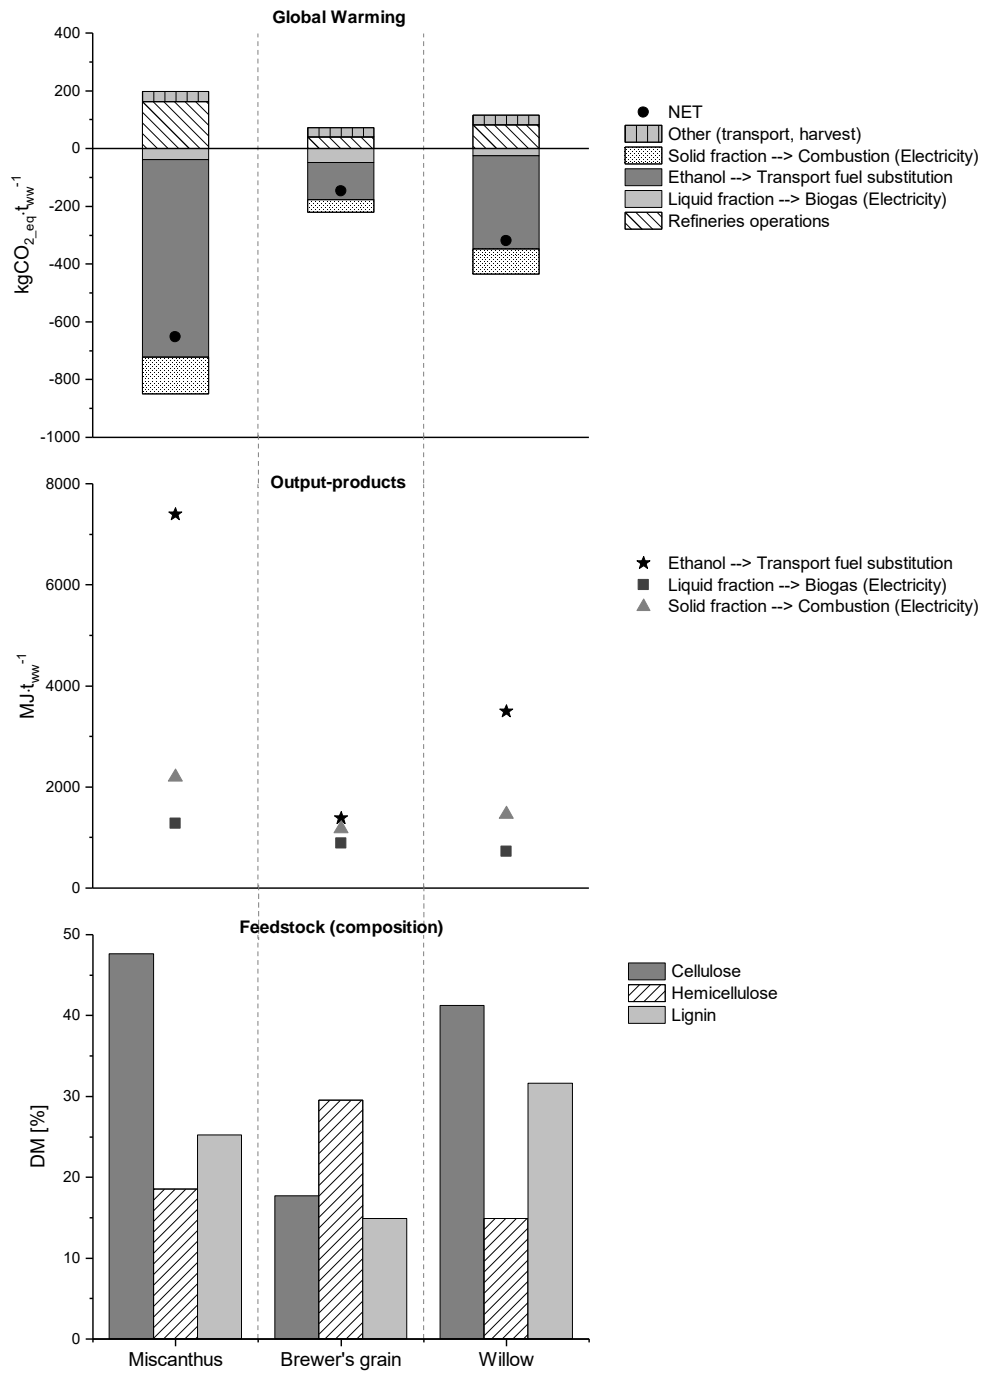 Global Warming
400
200
0
-200
-400
-600
-800
-1000
kgCO2_eq·tww-1
NET
Other (transport, harvest)
Solid fraction --> Combustion (Electricity)
Ethanol --> Transport fuel substitution
Liquid fraction --> Biogas (Electricity)
Refineries operations
Output-products
8000
6000
4000
2000
0
MJ·tww-1
Ethanol --> Transport fuel substitution
Liquid fraction --> Biogas (Electricity)
Solid fraction --> Combustion (Electricity)
Feedstock (composition)
50
40
30
20
10
0
DM [%]
Cellulose
Hemicellulose
Lignin
Miscanthus Brewer's grain Willow